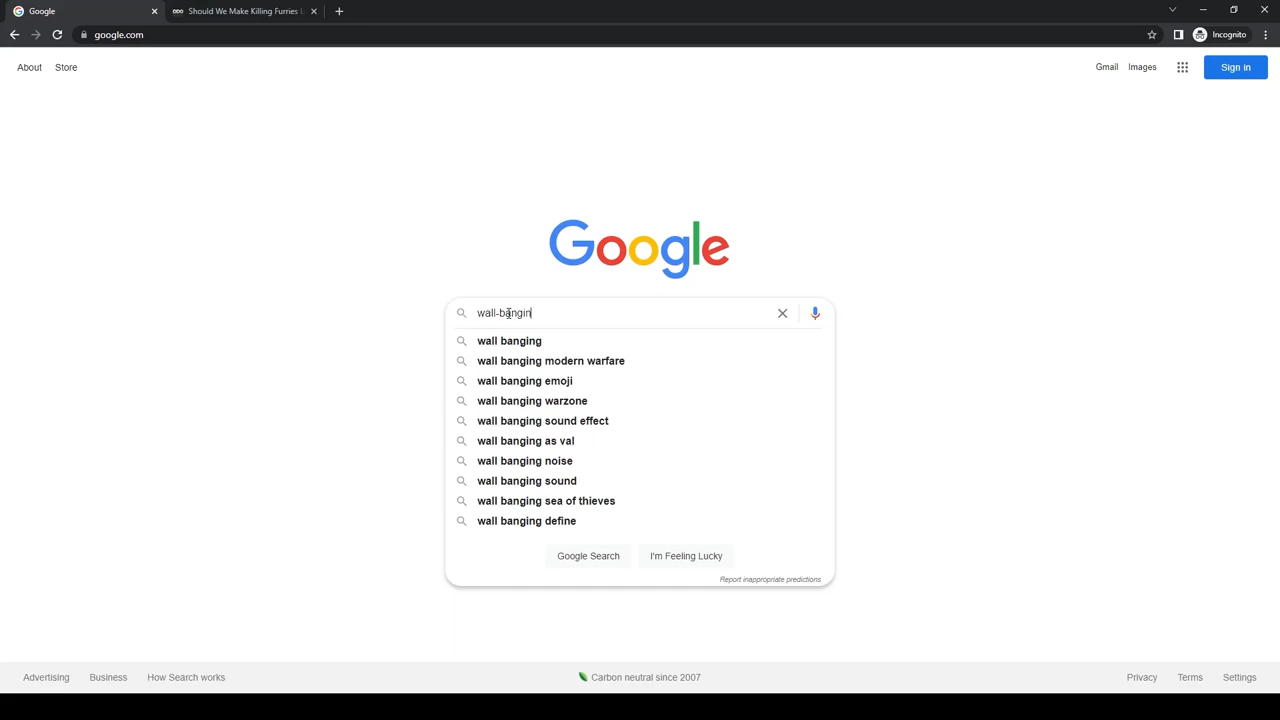 Google
Should We Make Killing Furries L
google.com
Incognito
About
Store
Gmail
Images
Sign in
Google
wall-bangin
wall banging
wall banging modern warfare
wall banging emoji
wall banging warzone
wall banging sound effect
wall banging as val
wall banging noise
wall banging sound
wall banging sea of thieves
wall banging define
Google Search
I'm Feeling Lucky
Report inappropriate predictions
Advertising
Business
How Search works
Carbon neutral since 2007
Privacy
Terms
Settings